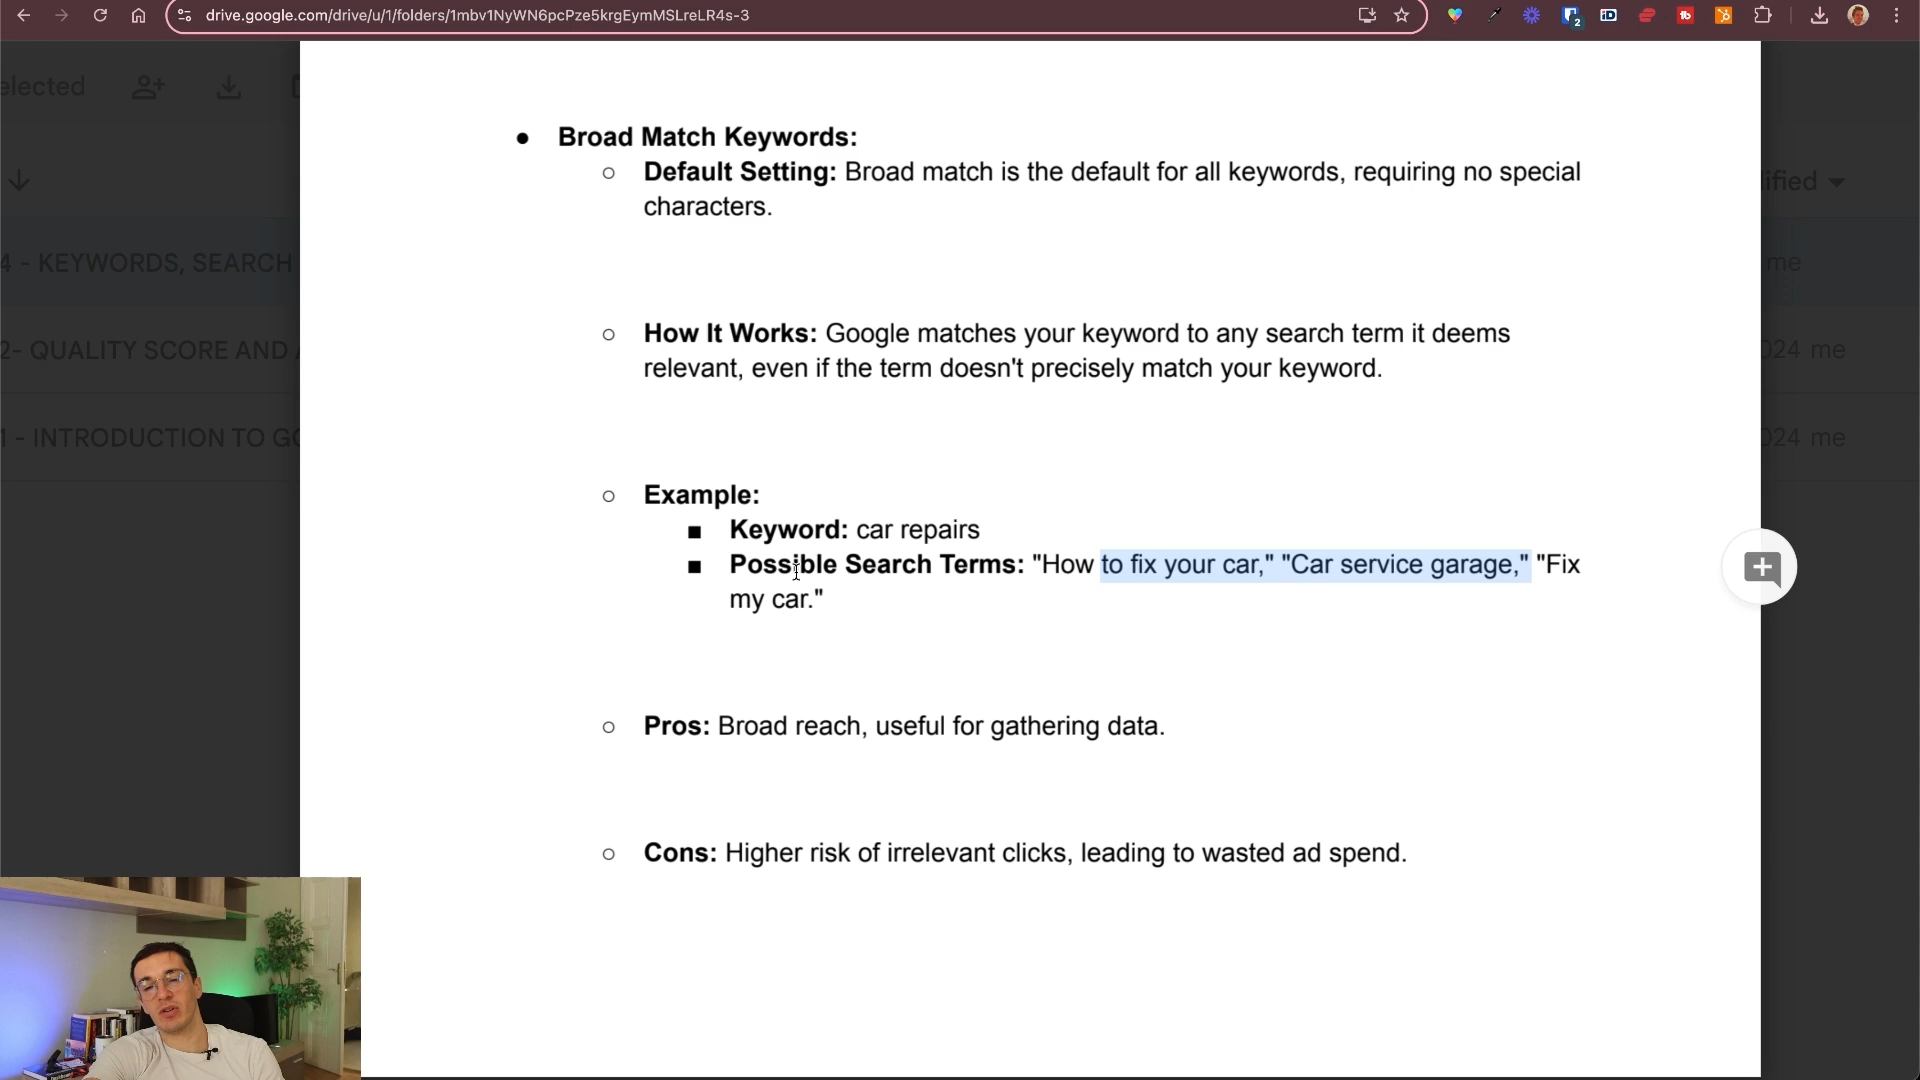 drive.google.com/drive/u/1/folders/1mbv1NyWN6pcPze5krgEymMSLreLR4s-3
elected
ified
4 - KEYWORDS, SEARCH
me
2- QUALITY SCORE AND
024 me
1 - INTRODUCTION TO GO
024 me
● Broad Match Keywords:
○ Default Setting: Broad match is the default for all keywords, requiring no special
characters.
○ How It Works: Google matches your keyword to any search term it deems
relevant, even if the term doesn't precisely match your keyword.
○ Example:
■ Keyword: car repairs
■ Possible Search Terms: "How to fix your car," "Car service garage," "Fix
my car."
○ Pros: Broad reach, useful for gathering data.
○ Cons: Higher risk of irrelevant clicks, leading to wasted ad spend.